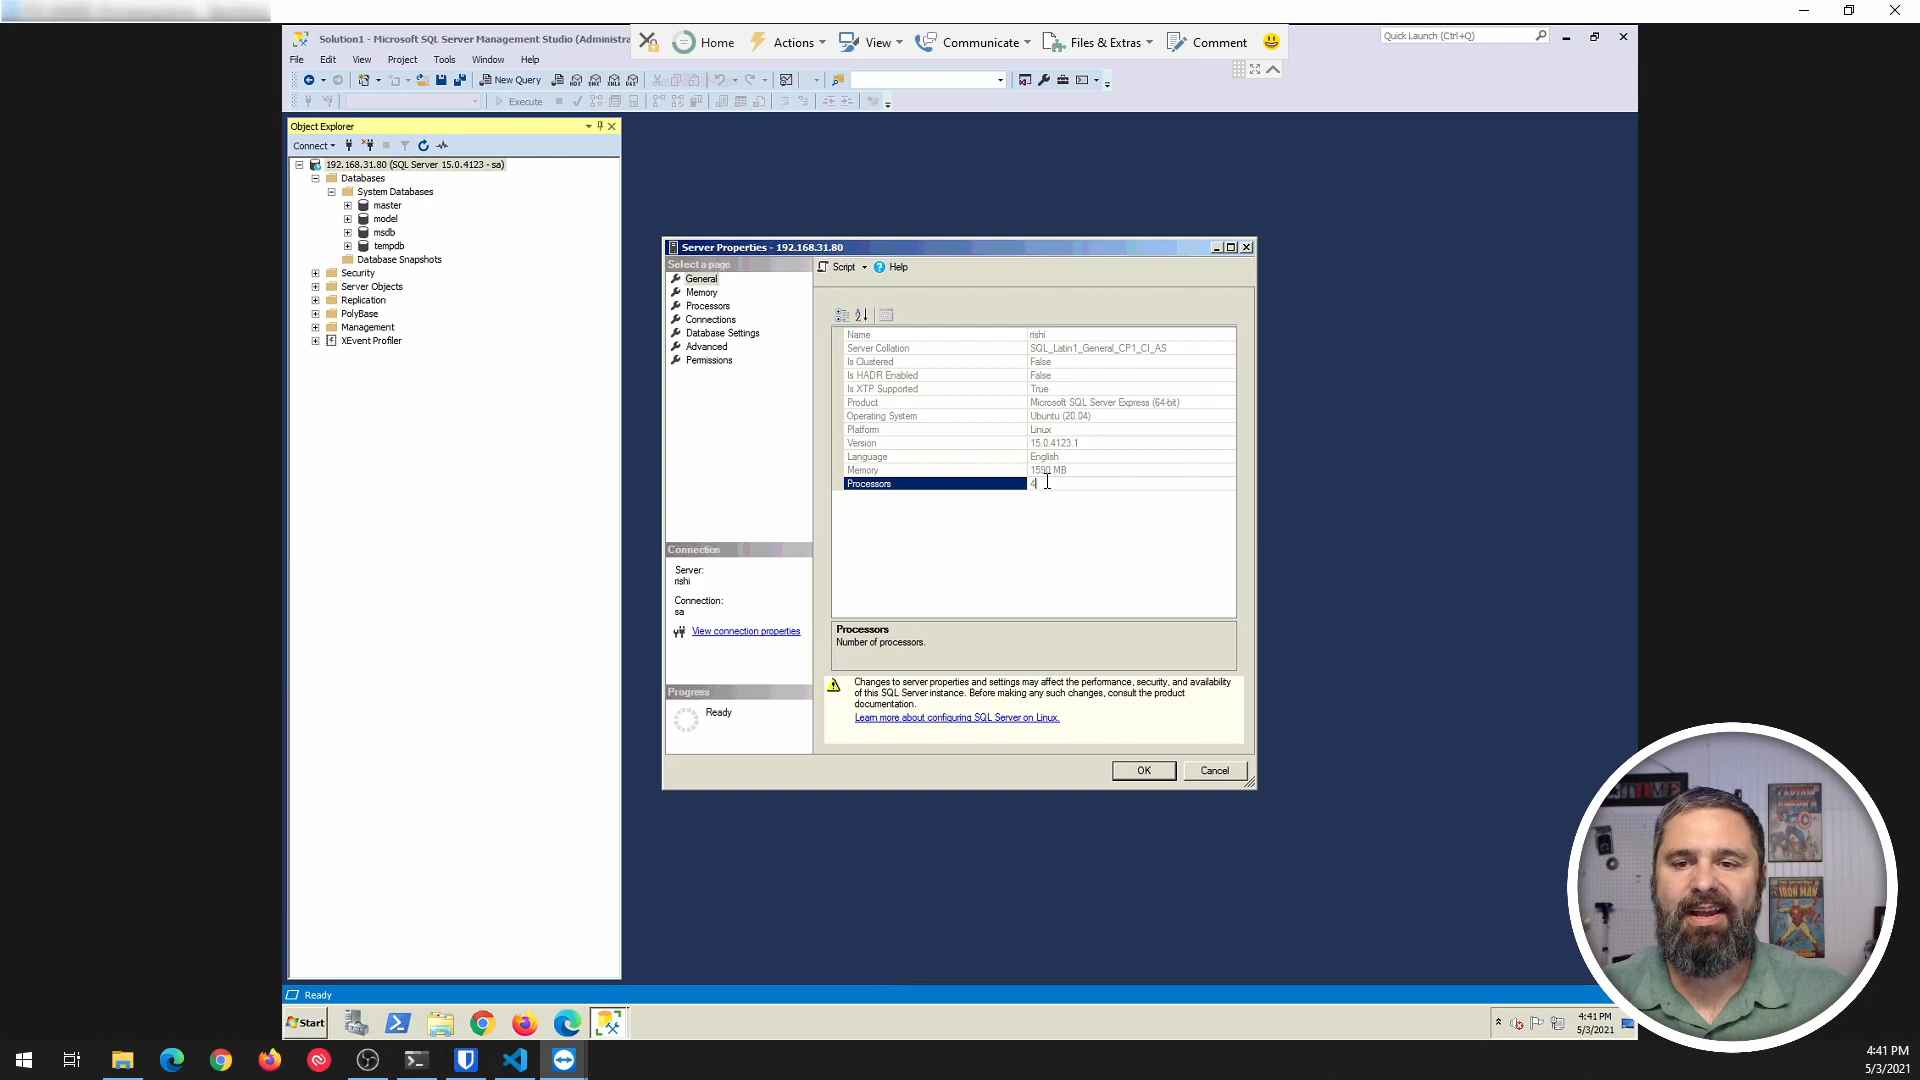 Solution1 - Microsoft SQL Server Management Studio (Administra
Home
Actions
View
Communicate
Files & Extras
Comment
Quick Launch (Ctrl+Q)
File Edit View Project Tools Window Help
New Query
Execute
Object Explorer
Connect
192.168.31.80 (SQL Server 15.0.4123 - sa)
Databases
System Databases
master
model
msdb
tempdb
Database Snapshots
Security
Server Objects
Replication
PolyBase
Management
XEvent Profiler
Server Properties - 192.168.31.80
Select a page
General
Memory
Processors
Connections
Database Settings
Advanced
Permissions
Script Help
Name rishi
Server Collation SQL_Latin1_General_CP1_CI_AS
Is Clustered False
Is HADR Enabled False
Is XTP Supported True
Product Microsoft SQL Server Express (64-bit)
Operating System Ubuntu (20.04)
Platform Linux
Version 15.0.4123.1
Language English
Memory 1590 MB
Processors 4
Connection
Server:
rishi
Connection:
sa
View connection properties
Progress
Ready
Processors
Number of processors.
Changes to server properties and settings may affect the performance, security, and availability
of this SQL Server instance. Before making any such changes, consult the product
documentation.
Learn more about configuring SQL Server on Linux.
OK Cancel
CAPTAIN
AMERICA
IRON MAN
Ready
Start
4:41 PM
5/3/2021
4:41 PM
5/3/2021